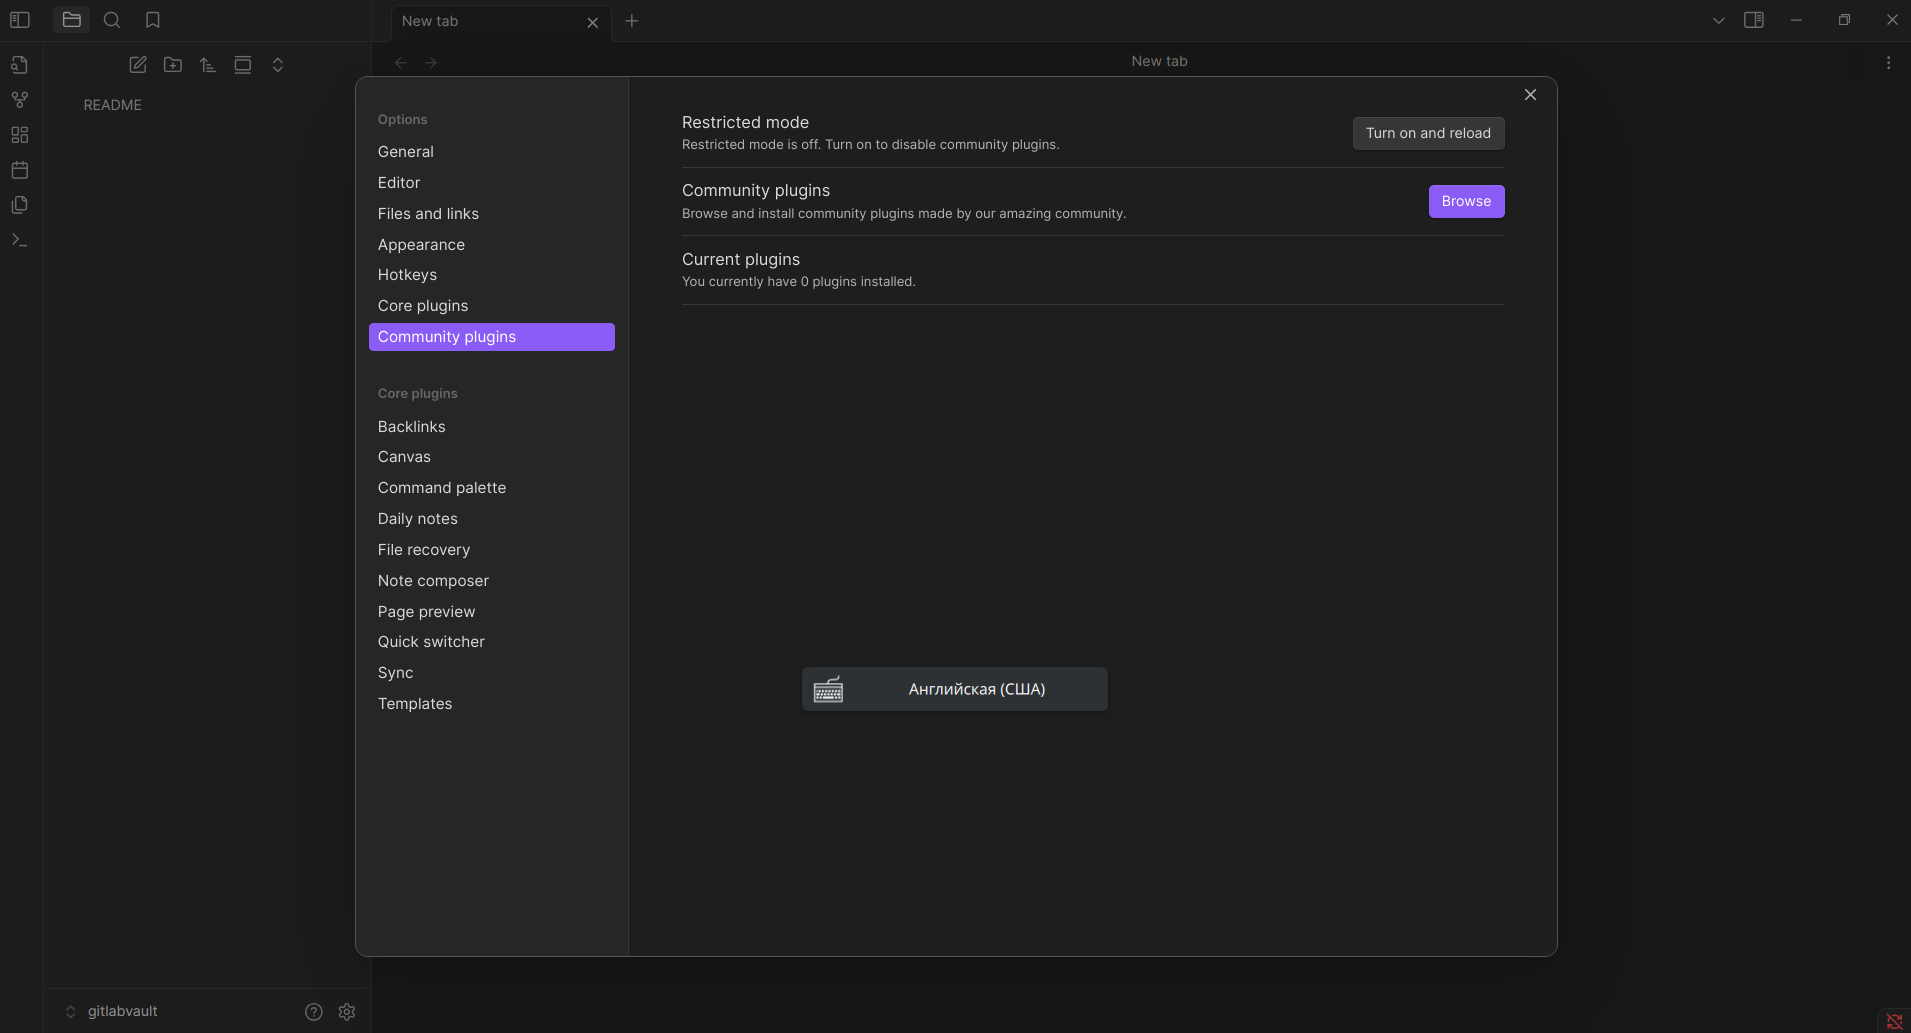 New tab
New tab
README
Options
General
Editor
Files and links
Appearance
Hotkeys
Core plugins
Community plugins
Core plugins
Backlinks
Canvas
Command palette
Daily notes
File recovery
Note composer
Page preview
Quick switcher
Sync
Templates
Restricted mode
Restricted mode is off. Turn on to disable community plugins.
Turn on and reload
Community plugins
Browse and install community plugins made by our amazing community.
Browse
Current plugins
You currently have 0 plugins installed.
Английская (США)
gitlabvault